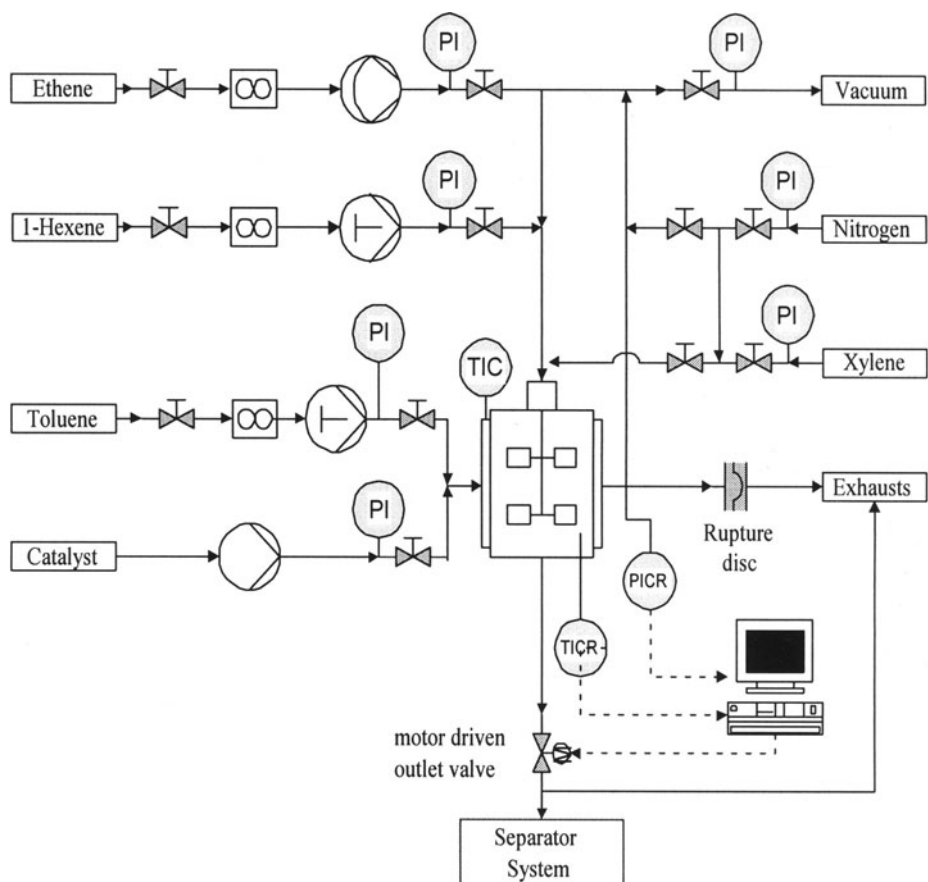 PI
PI
Ethene
Vacuum
PI
PI
1-Hexene
Nitrogen
PI
PI
TIC
Xylene
Toluene
PI
Exhausts
Rupture
disc
Catalyst
PICR
TICR
motor driven
outlet valve
Separator
System